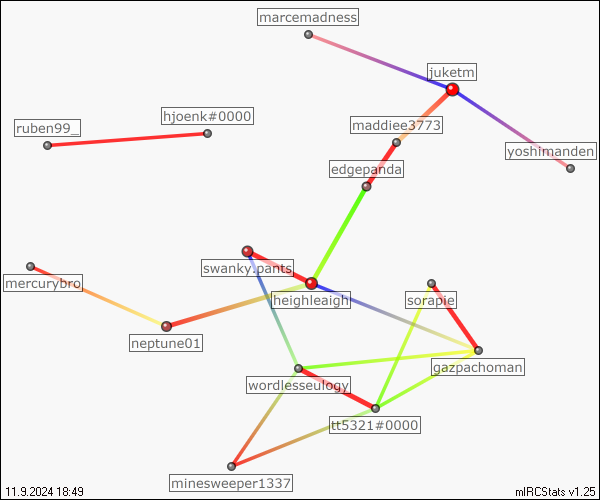 marcemadness
juketm
hjoenk#0000
ruben99_
maddiee3773
yoshimanden
edgepanda
swanky.pants
mercurybro
heighleaigh
sorapie
neptune01
gazpachoman
wordlesseulogy
tt5321#0000
minesweeper1337
11.9.2024 18:49
mIRCStats v1.25